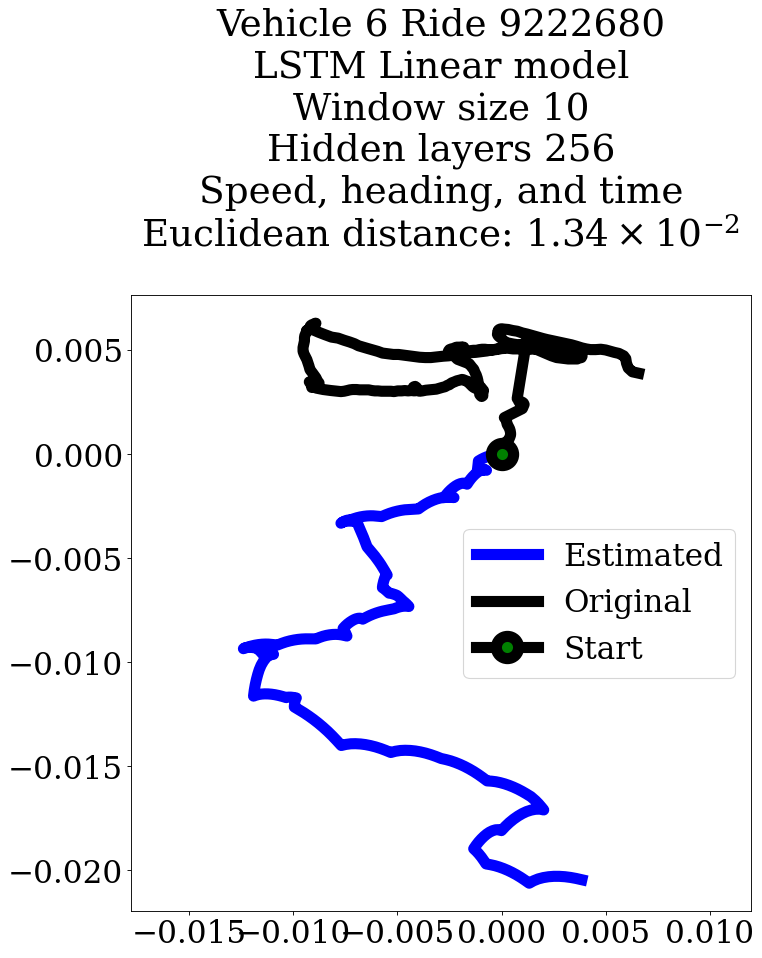 Vehicle 6 Ride 9222680
LSTM Linear model
Window size 10
Hidden layers 256
Speed, heading, and time
Euclidean distance: 1.34 × 10⁻²
0.005
0.000
−0.005
−0.010
−0.015
−0.020
Estimated
Original
Start
−0.015 −0.010 −0.005 0.000 0.005 0.010